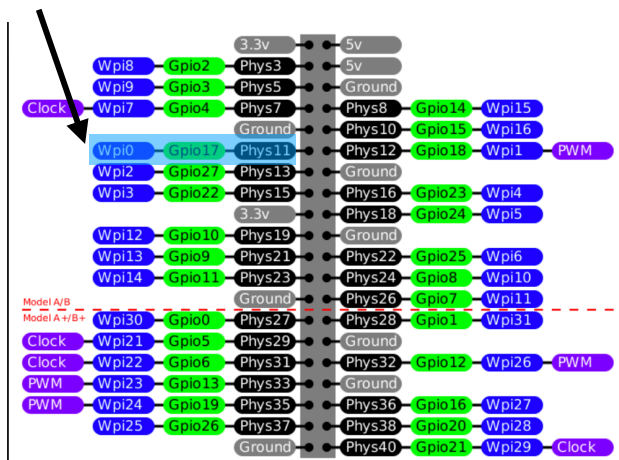 3.3v 5v
Wpi8 Gpio2 Phys3 5v
Wpi9 Gpio3 Phys5 Ground
Clock Wpi7 Gpio4 Phys7 Phys8 Gpio14 Wpi15
Ground Phys10 Gpio15 Wpi16
Wpi0 Gpio17 Phys11 Phys12 Gpio18 Wpi1 PWM
Wpi2 Gpio27 Phys13 Ground
Wpi3 Gpio22 Phys15 Phys16 Gpio23 Wpi4
3.3v Phys18 Gpio24 Wpi5
Wpi12 Gpio10 Phys19 Ground
Wpi13 Gpio9 Phys21 Phys22 Gpio25 Wpi6
Wpi14 Gpio11 Phys23 Phys24 Gpio8 Wpi10
Ground Phys26 Gpio7 Wpi11
Model A/B
Model A+/B+
Wpi30 Gpio0 Phys27 Phys28 Gpio1 Wpi31
Clock Wpi21 Gpio5 Phys29 Ground
Clock Wpi22 Gpio6 Phys31 Phys32 Gpio12 Wpi26 PWM
PWM Wpi23 Gpio13 Phys33 Ground
PWM Wpi24 Gpio19 Phys35 Phys36 Gpio16 Wpi27
Wpi25 Gpio26 Phys37 Phys38 Gpio20 Wpi28
Ground Phys40 Gpio21 Wpi29 Clock